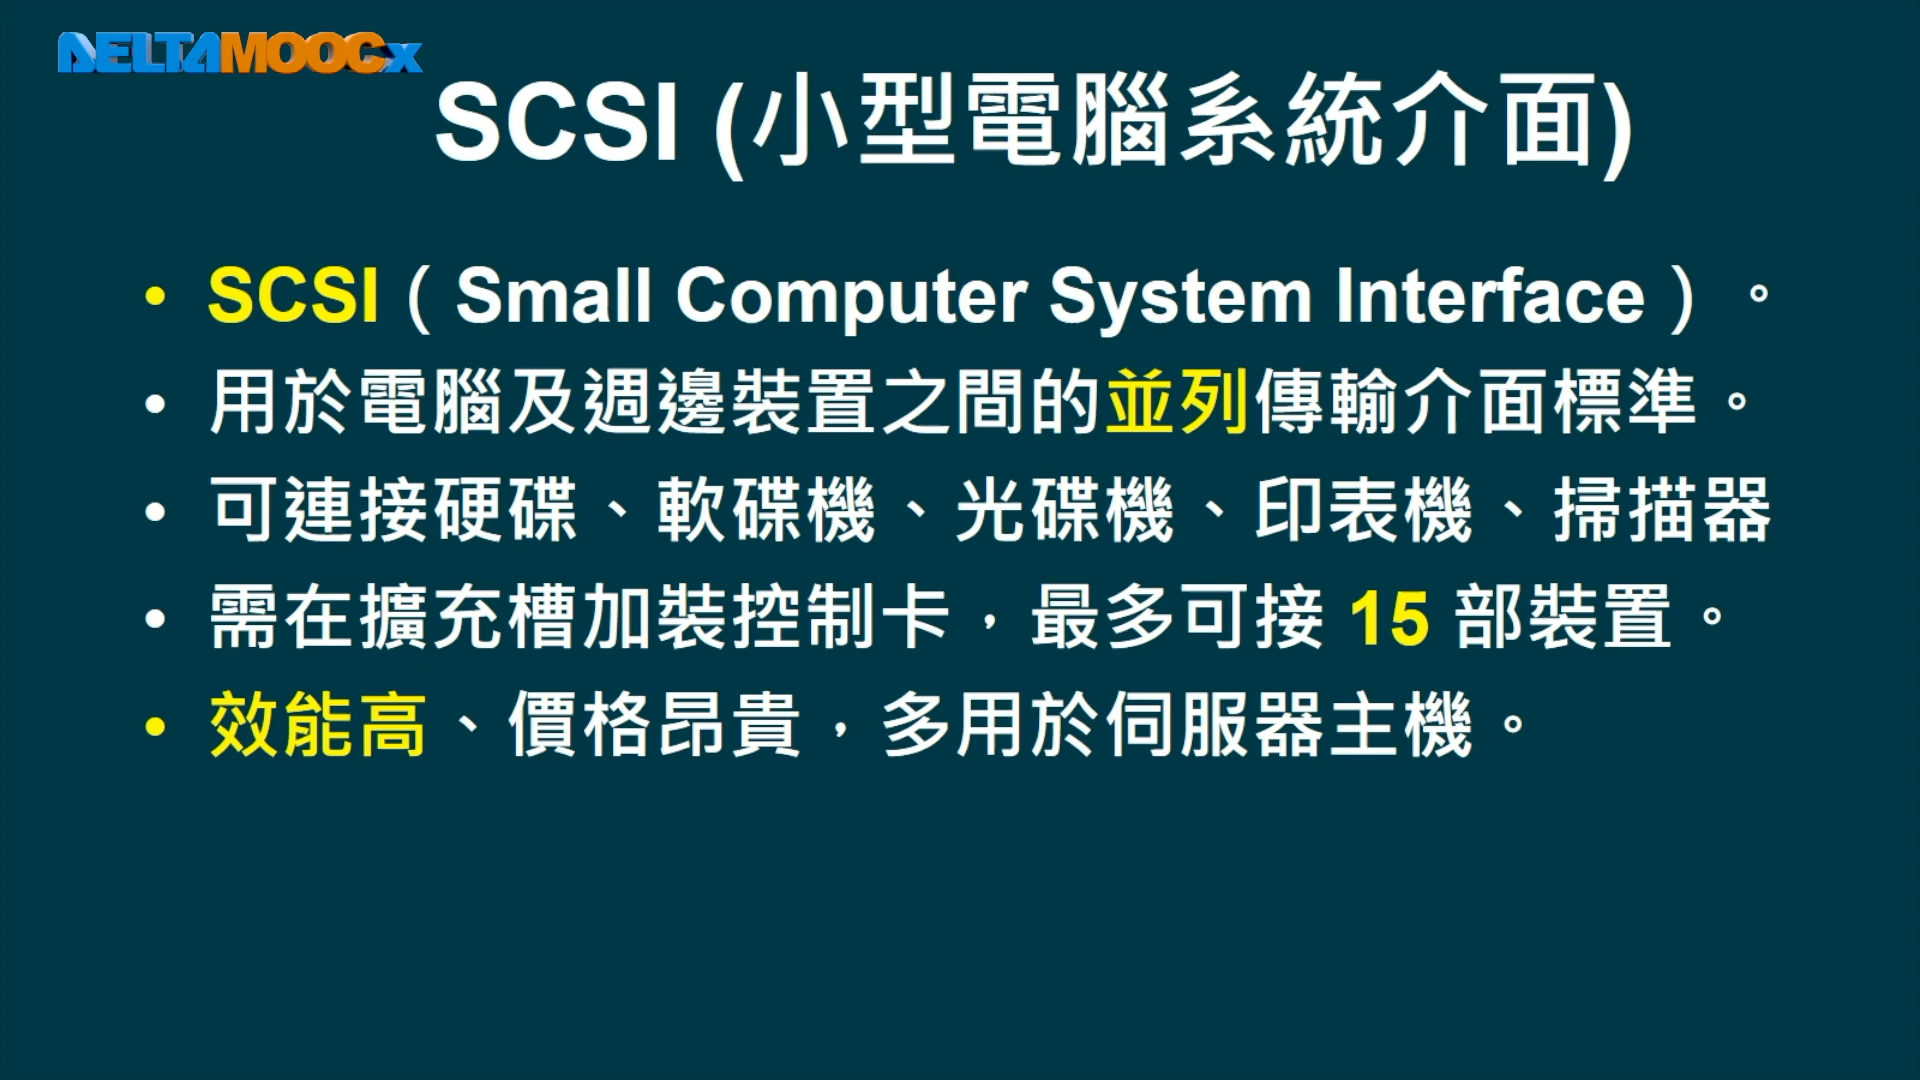 DELTAMOOCx
SCSI (小型電腦系統介面)
• SCSI（Small Computer System Interface）。
• 用於電腦及週邊裝置之間的並列傳輸介面標準。
• 可連接硬碟、軟碟機、光碟機、印表機、掃描器
• 需在擴充槽加裝控制卡，最多可接 15 部裝置。
• 效能高、價格昂貴，多用於伺服器主機。